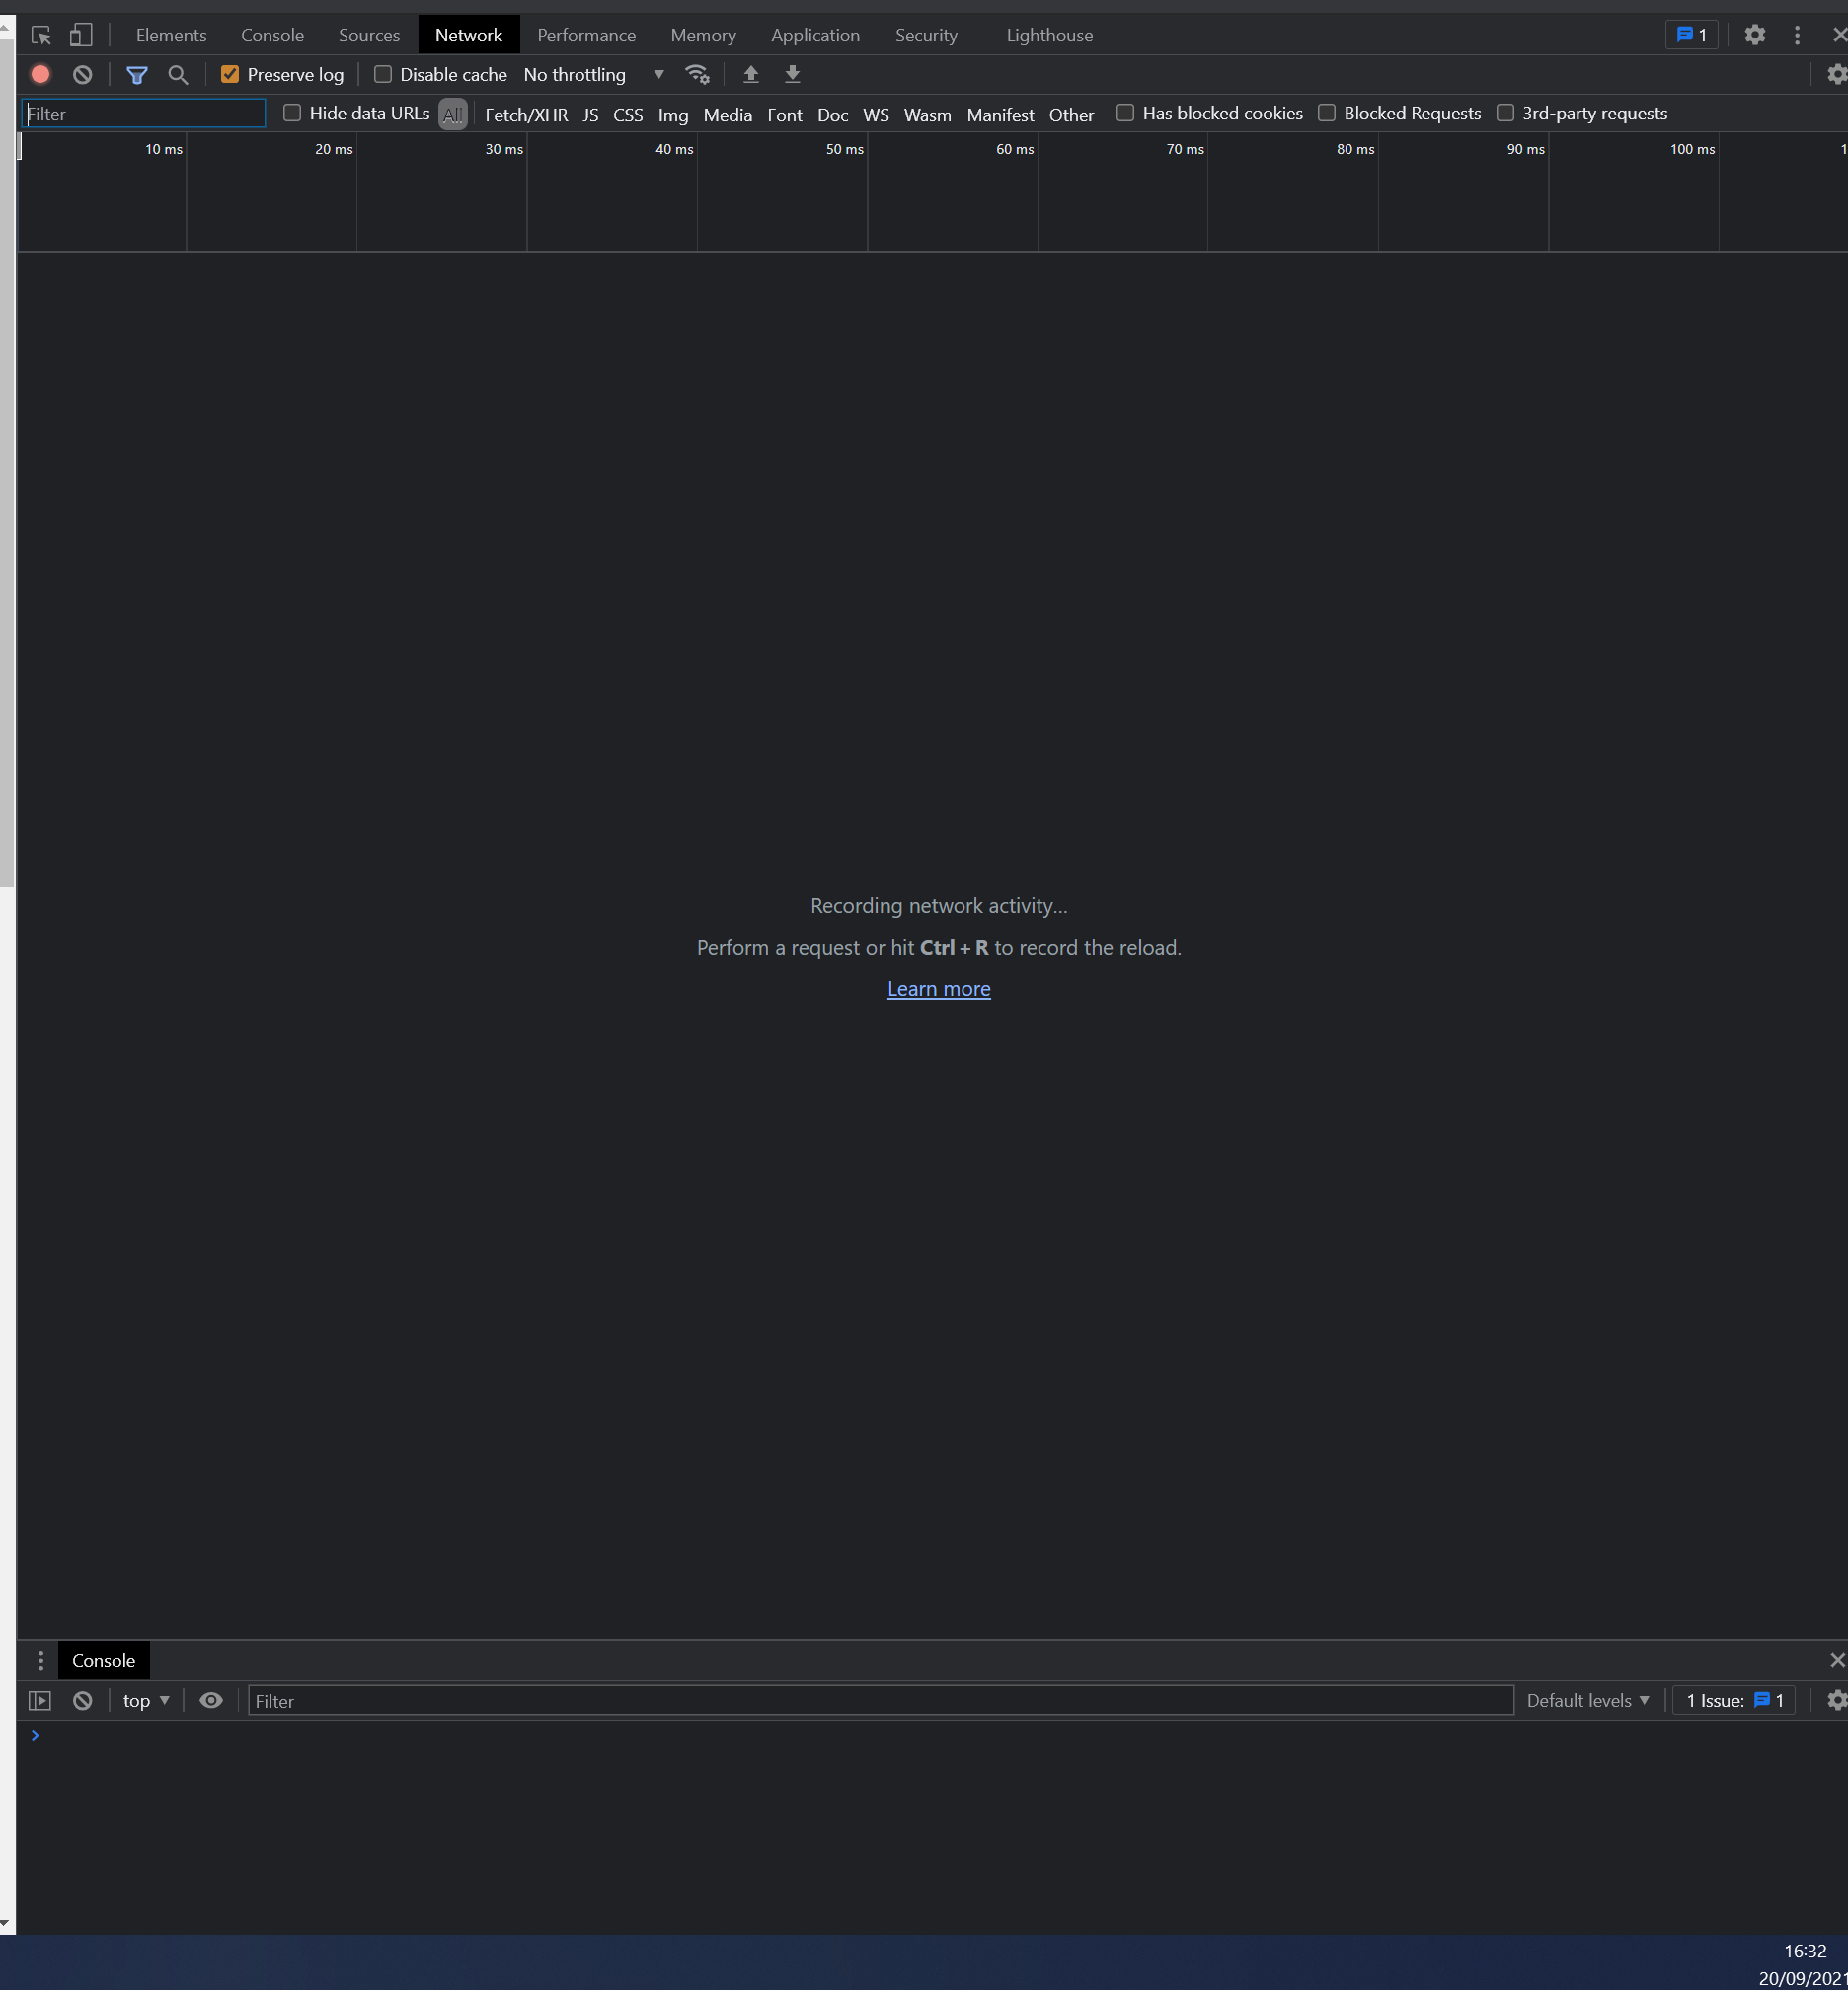 Elements Console Sources Network Performance Memory Application Security Lighthouse 1
Preserve log Disable cache No throttling
Filter Hide data URLs All Fetch/XHR JS CSS Img Media Font Doc WS Wasm Manifest Other Has blocked cookies Blocked Requests 3rd-party requests
10 ms 20 ms 30 ms 40 ms 50 ms 60 ms 70 ms 80 ms 90 ms 100 ms 1
Recording network activity...
Perform a request or hit Ctrl + R to record the reload.
Learn more
Console
top Filter Default levels 1 Issue: 1
16:32
20/09/2021